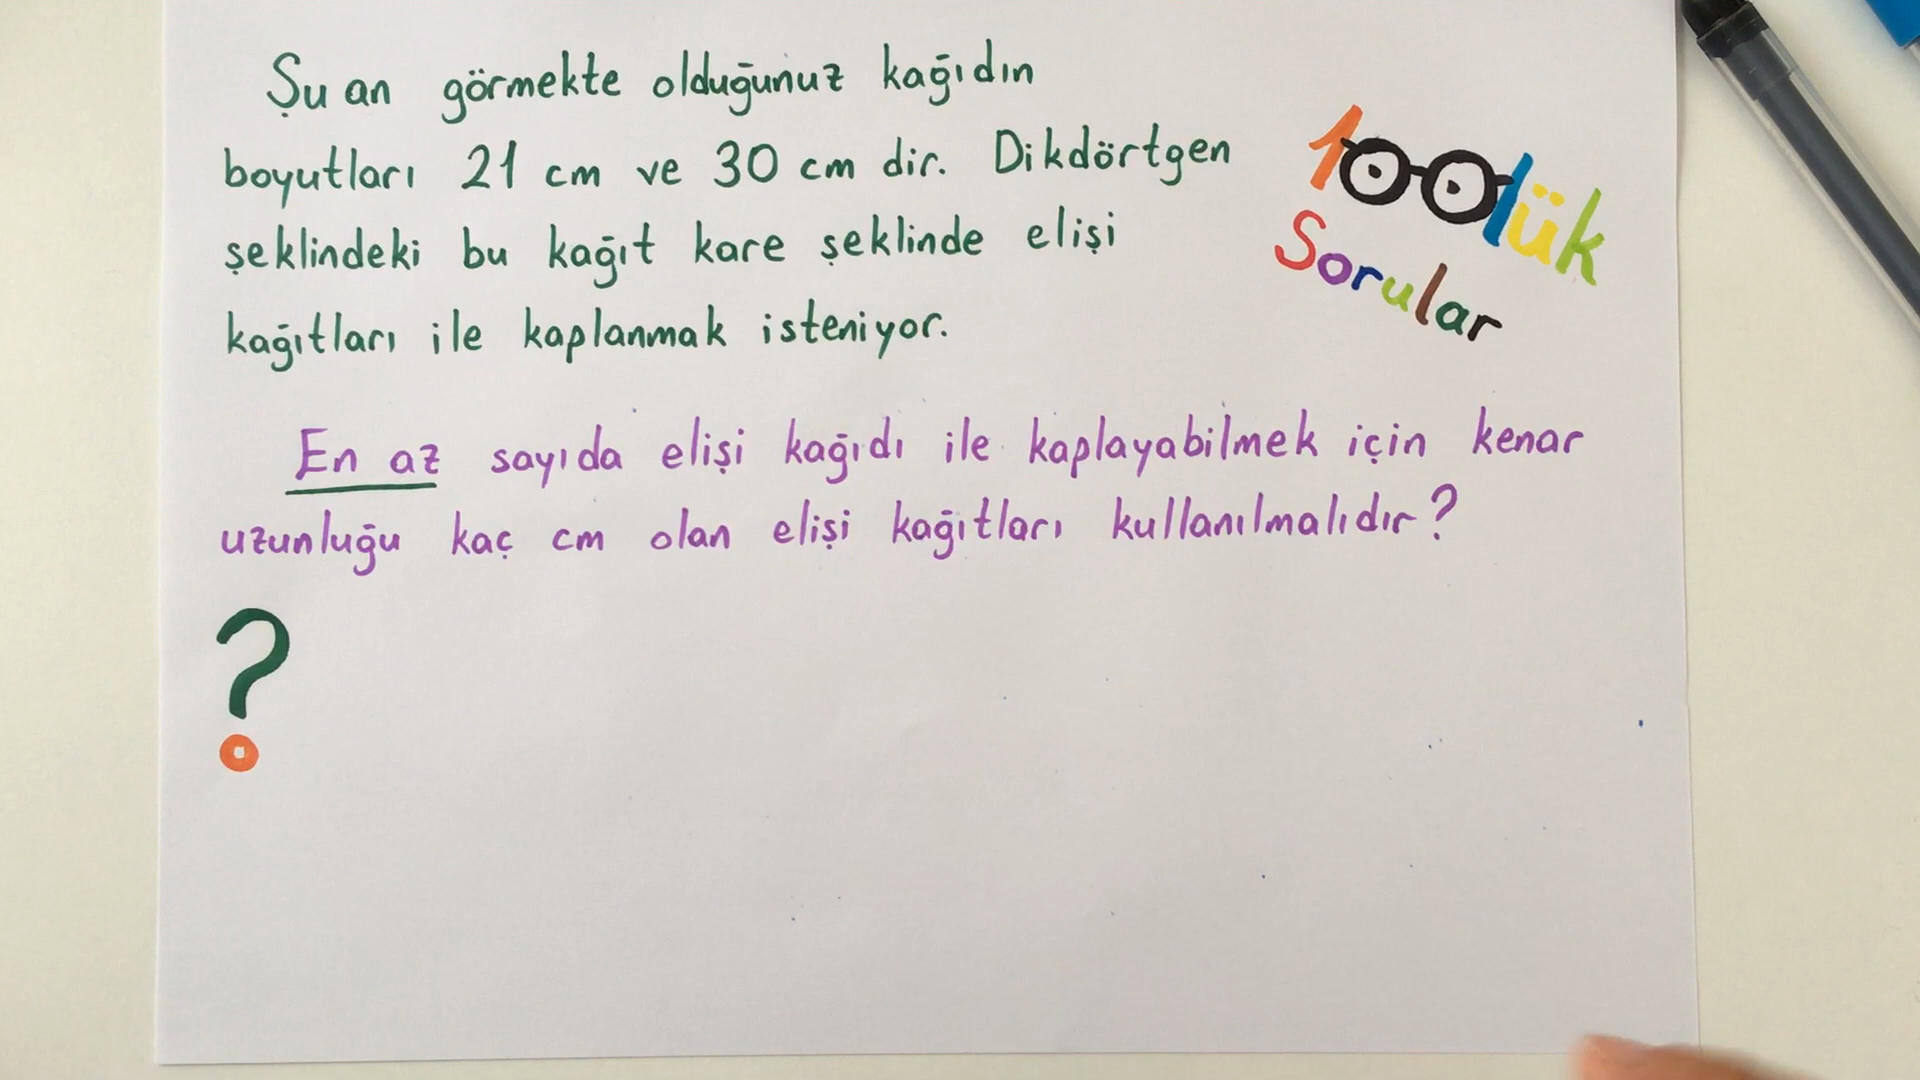 Şu an görmekte olduğunuz kağıdın
boyutları 21 cm ve 30 cm dir. Dikdörtgen
şeklindeki bu kağıt kare şeklinde elişi
kağıtları ile kaplanmak isteniyor.
100lük
Sorular
En az sayıda elişi kağıdı ile kaplayabilmek için kenar
uzunluğu kaç cm olan elişi kağıtları kullanılmalıdır?
?